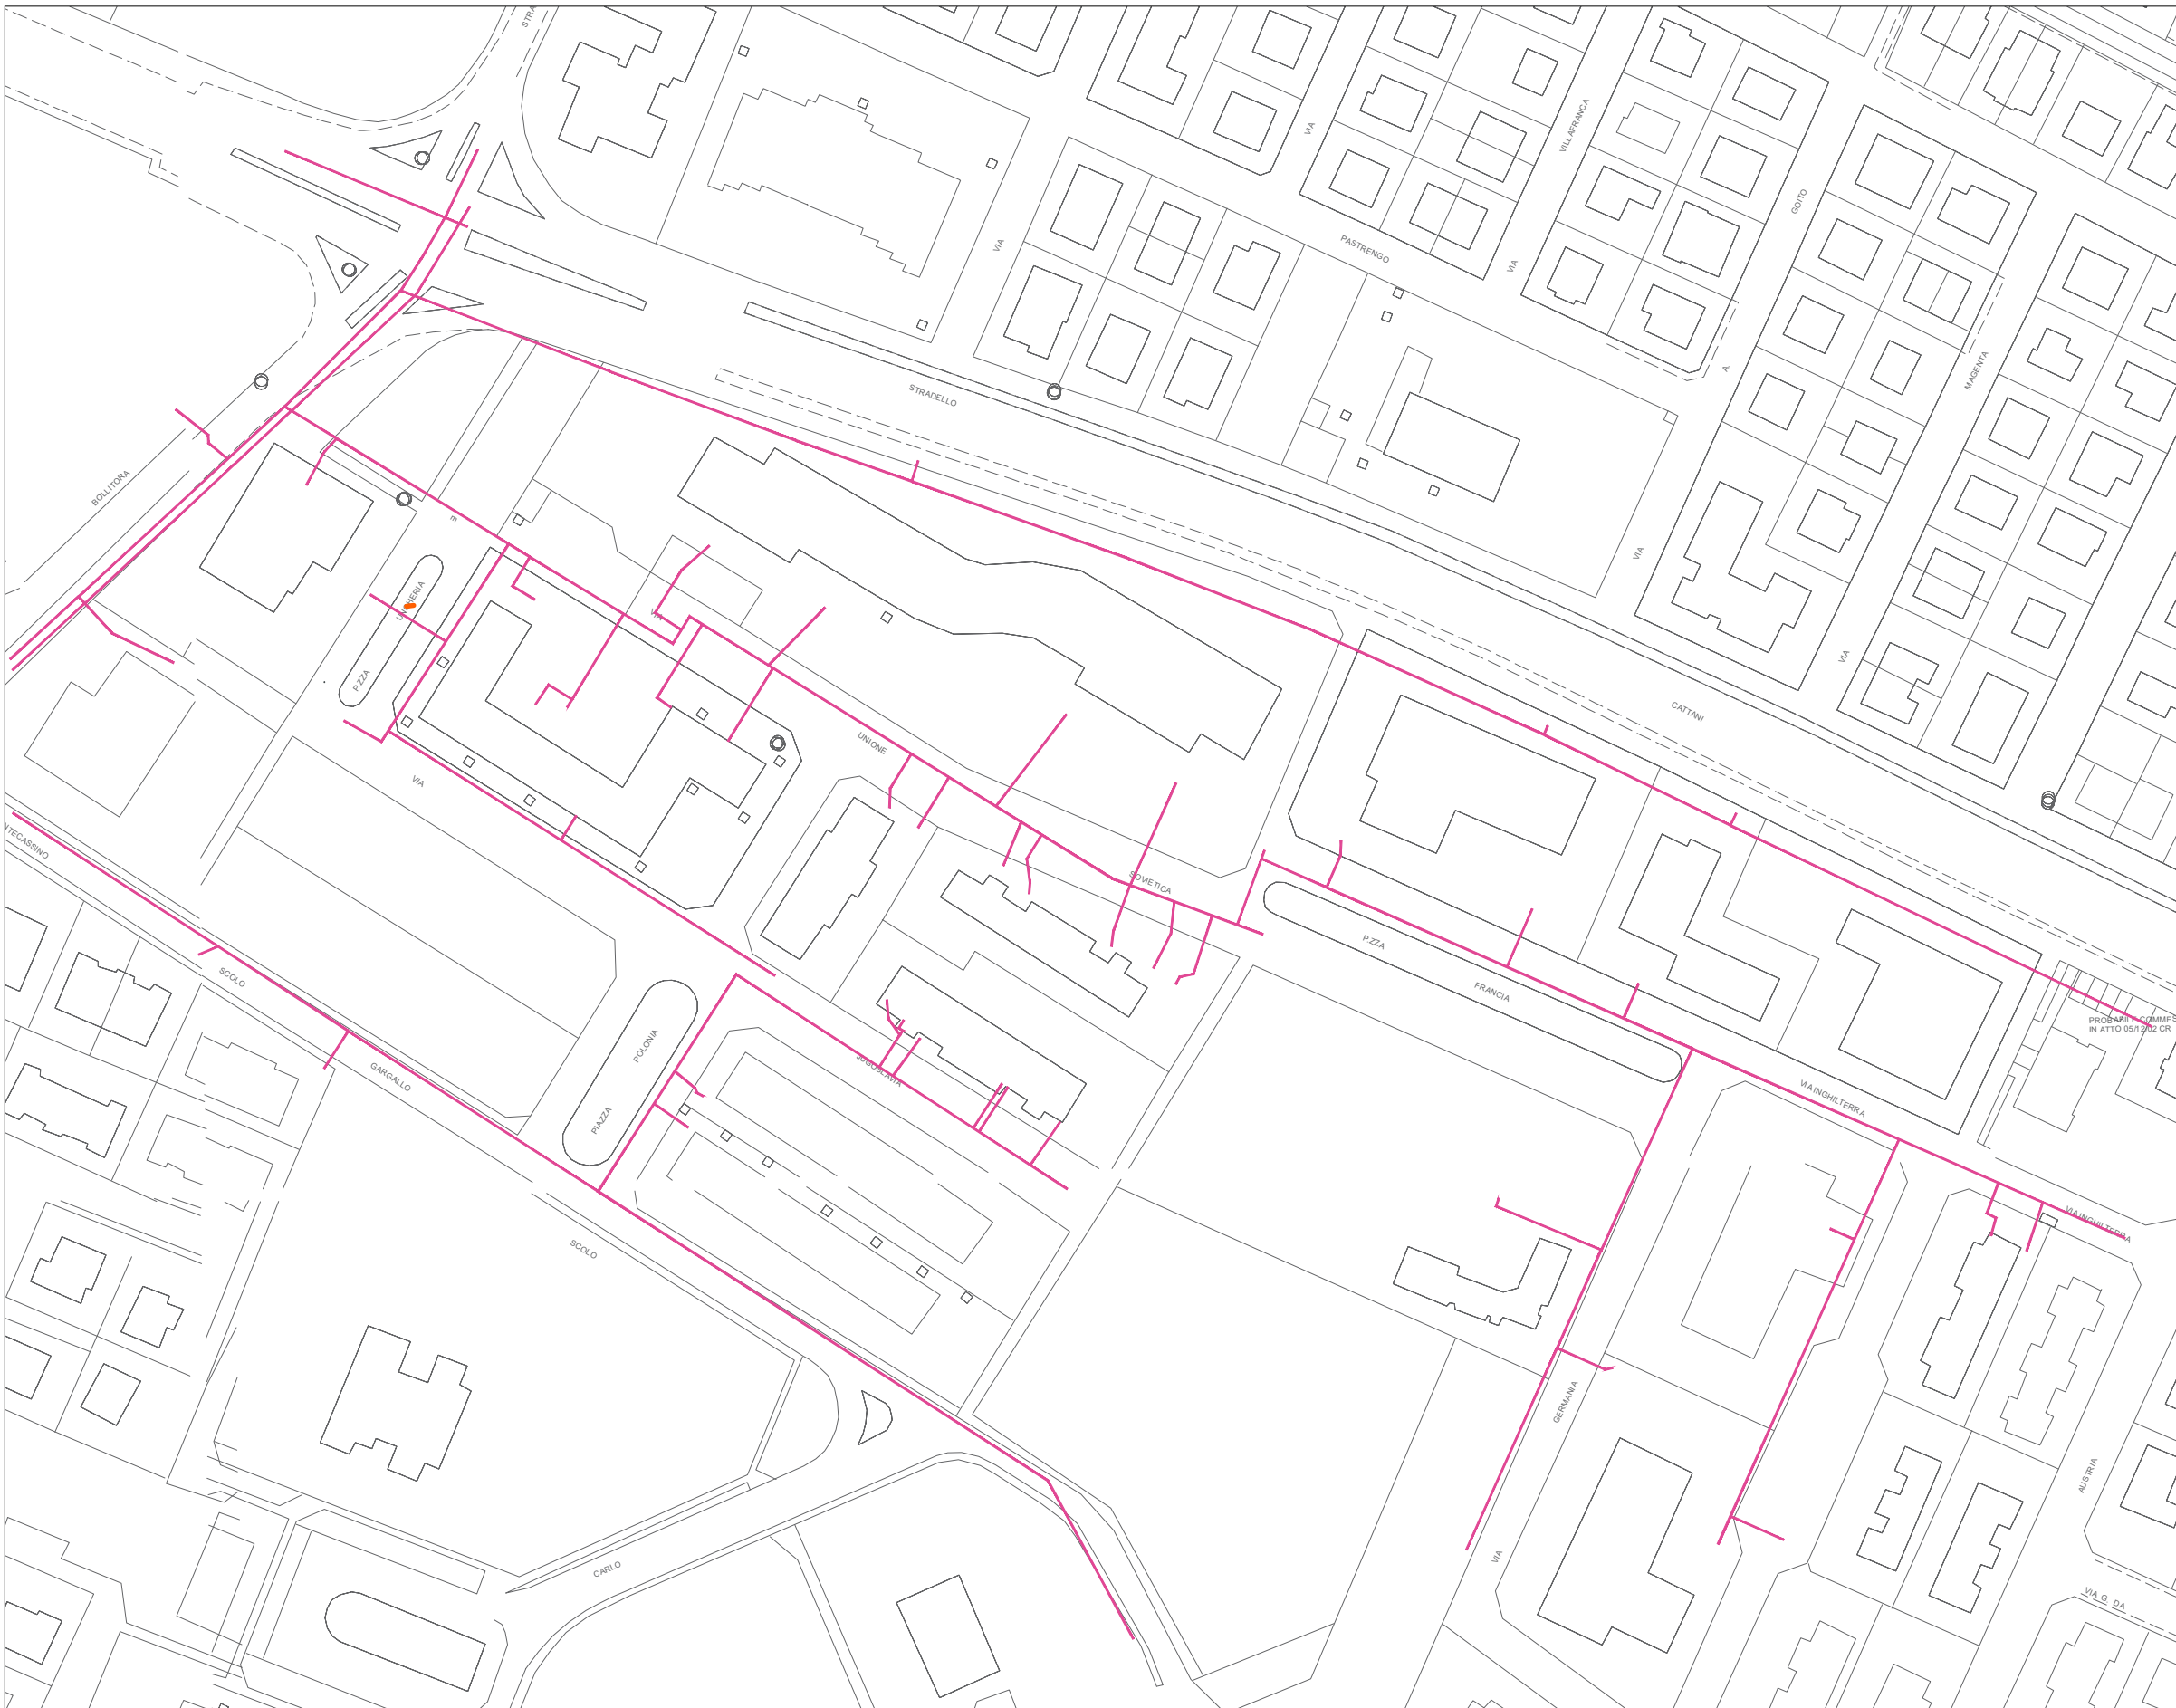 STRA
VILLAFRANCA
VIA
GOITO
VIA
PASTRENGO
VIA
MAGENTA
A.
STRADELLO
BOLLITORA
m
VIA
P.ZZA
VIA
VIA
CATTANI
UNIONE
VIA
NTECASSINO
SOVIETICA
P.ZZA
SCOLO
FRANCIA
PROBABILE COMMES
IN ATTO 05/12/02 CR
POLONIA
JUGOSLAVIA
GARGALLO
VIA INGHILTERRA
PIAZZA
VIA INGHILTERRA
SCOLO
GERMANIA
AUSTRIA
VIA
CARLO
VIA G. DA